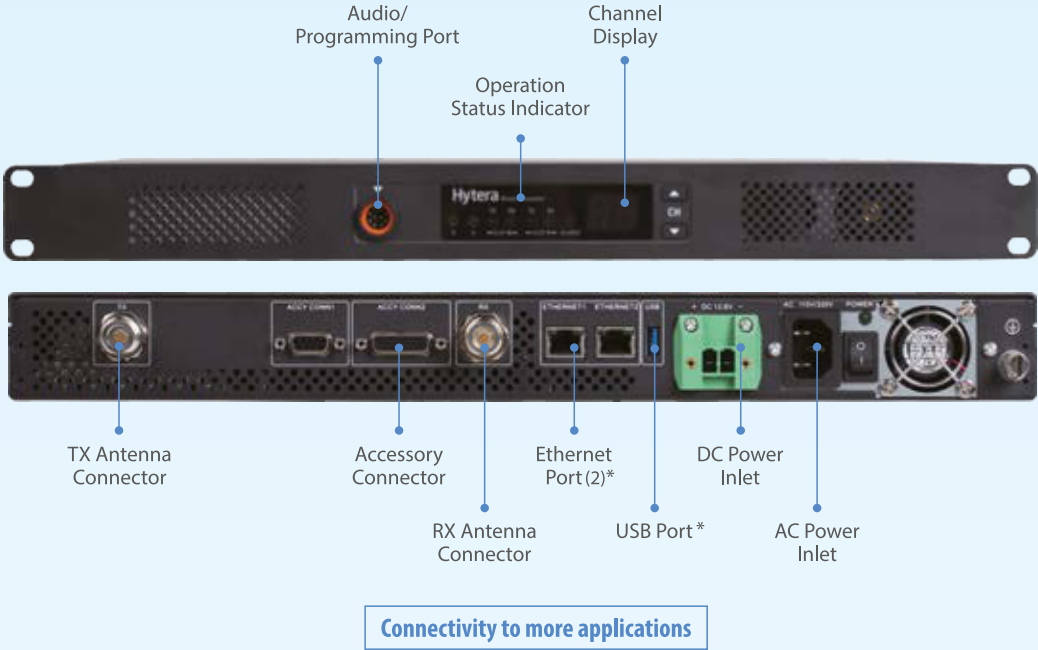 Audio/
Programming Port
Channel
Display
Operation
Status Indicator
Hytera
CH
TX
ACCY CONN1
ACCY CONN2
RX
ETHERNET1
ETHERNET2
USB
+ DC 13.6V -
AC 110V/220V
POWER
TX Antenna
Connector
Accessory
Connector
Ethernet
Port (2)*
DC Power
Inlet
RX Antenna
Connector
USB Port *
AC Power
Inlet
Connectivity to more applications